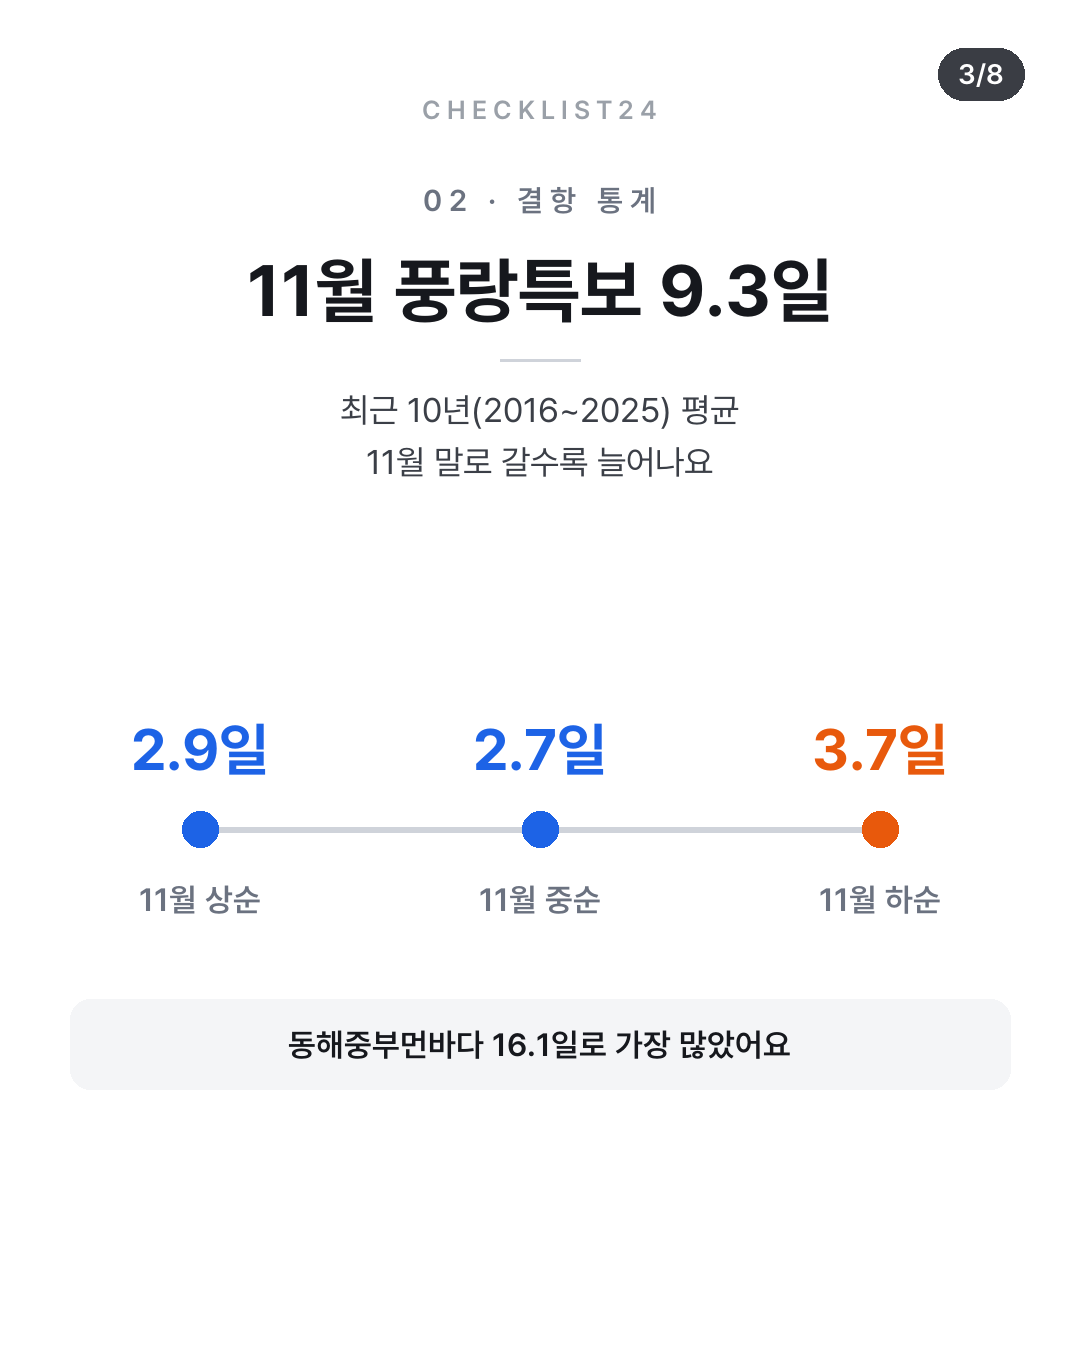 3/8
CHECKLIST24
02 · 결항 통계
11월 풍랑특보 9.3일
최근 10년(2016~2025) 평균
11월 말로 갈수록 늘어나요
2.9일 2.7일 3.7일
11월 상순 11월 중순 11월 하순
동해중부먼바다 16.1일로 가장 많았어요